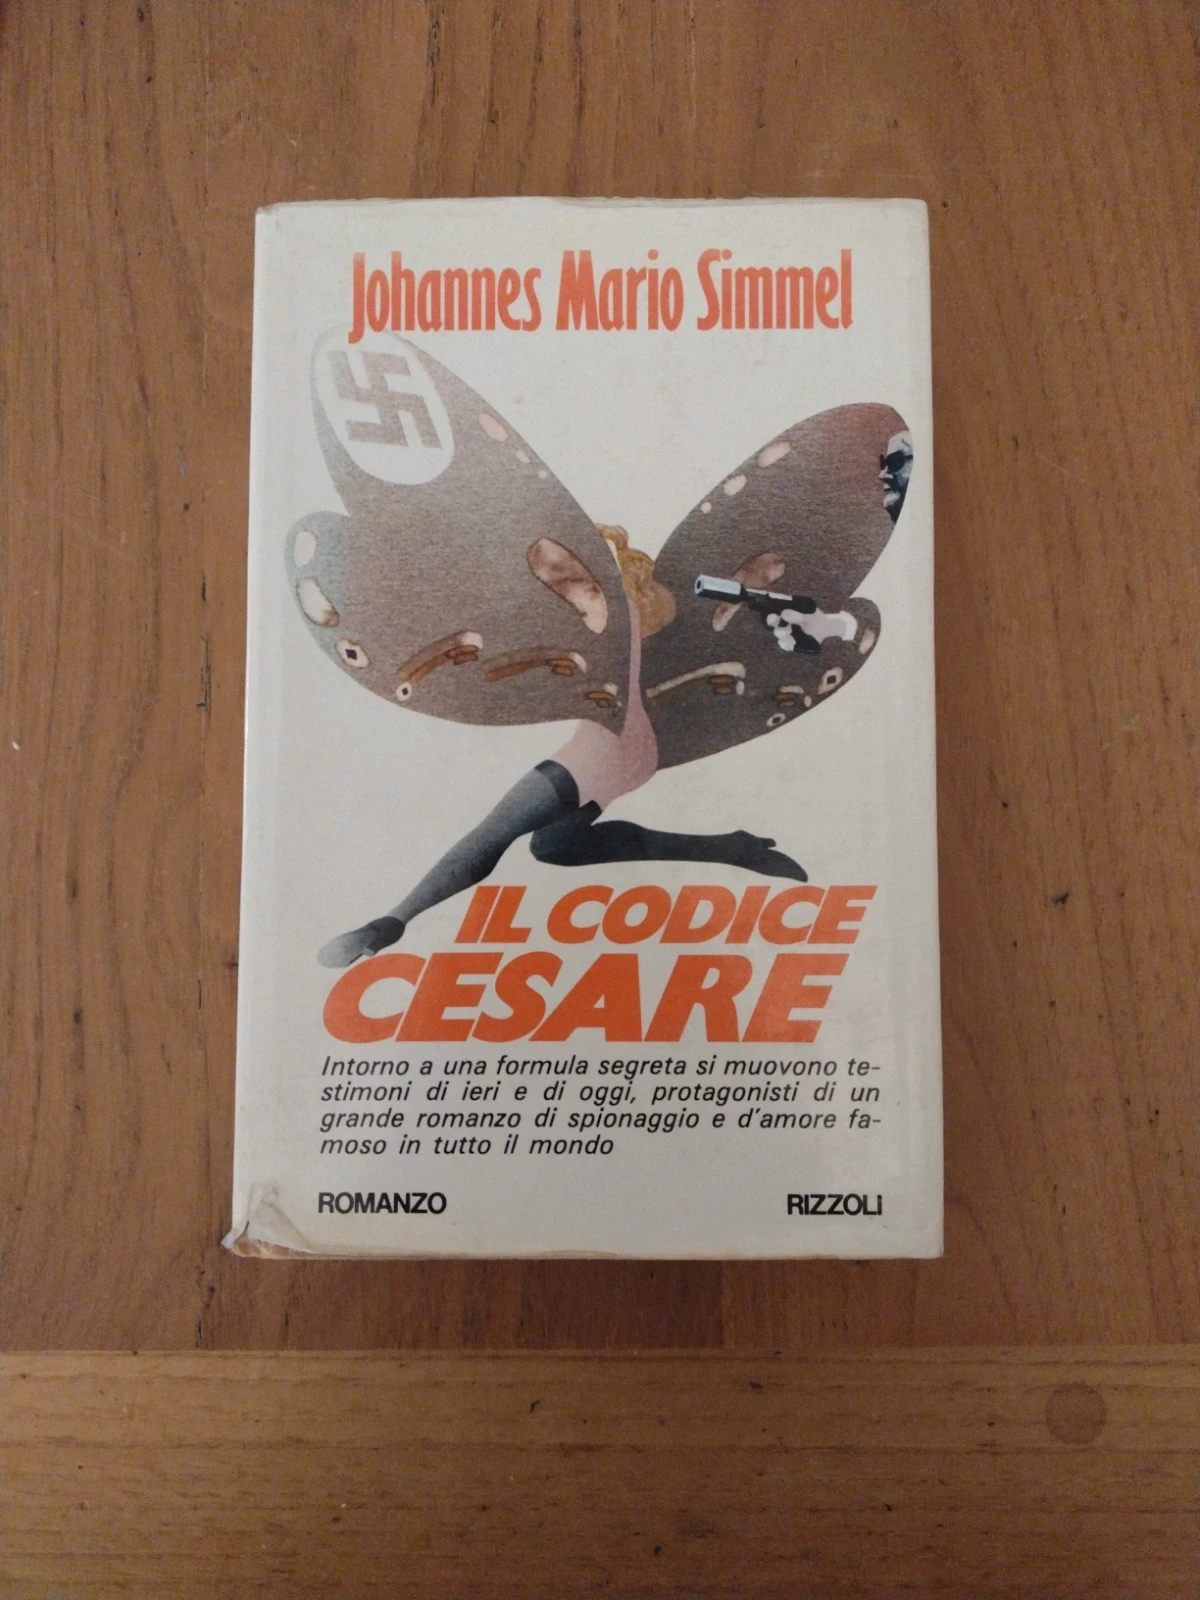 Johannes Mario Simmel
IL CODICE
CESARE
Intorno a una formula segreta si muovono te-
stimoni di ieri e di oggi, protagonisti di un
grande romanzo di spionaggio e d'amore fa-
moso in tutto il mondo
ROMANZO
RIZZOLI